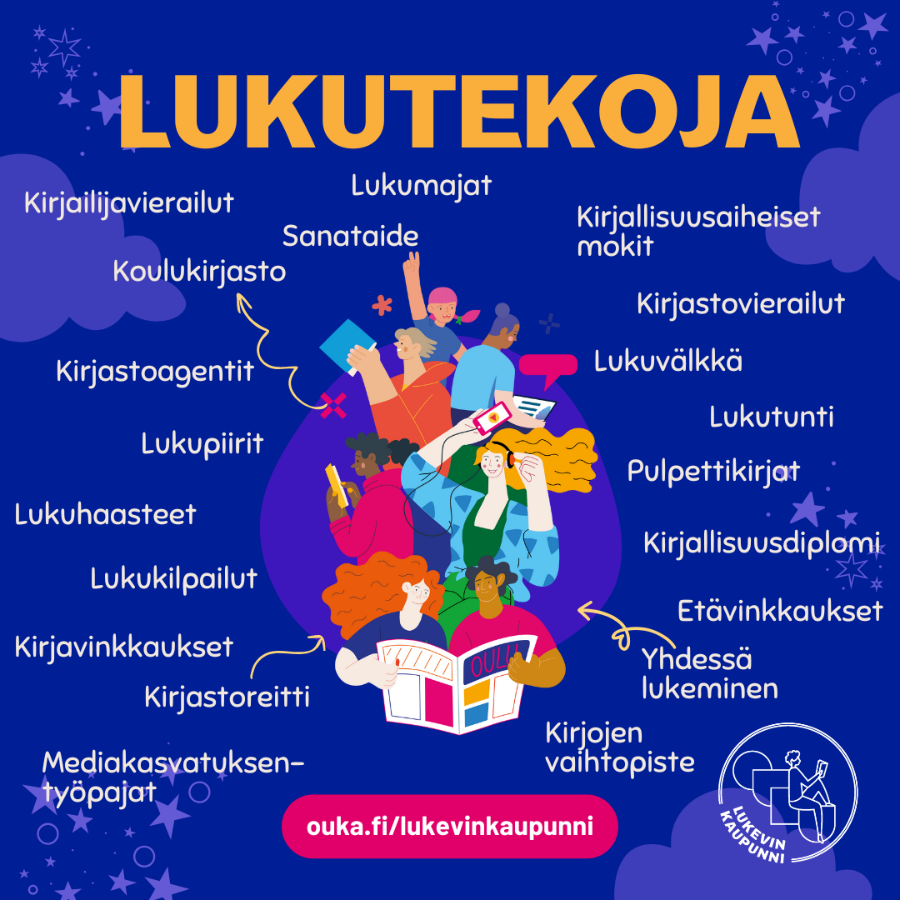 LUKUTEKOJA
Lukumajat
Kirjailijavierailut
Sanataide
Kirjallisuusaiheiset
mokit
Koulukirjasto
Kirjastovierailut
Kirjastoagentit
Lukuvälkkä
Lukutunti
Lukupiirit
Pulpettikirjat
Lukuhaasteet
Kirjallisuusdiplomi
Lukukilpailut
Etävinkkaukset
Kirjavinkkaukset
Yhdessä
lukeminen
Kirjastoreitti
OULU
Kirjojen
vaihtopiste
Mediakasvatuksen-
työpajat
ouka.fi/lukevinkaupunni
LUKEVIN
KAUPUNNI